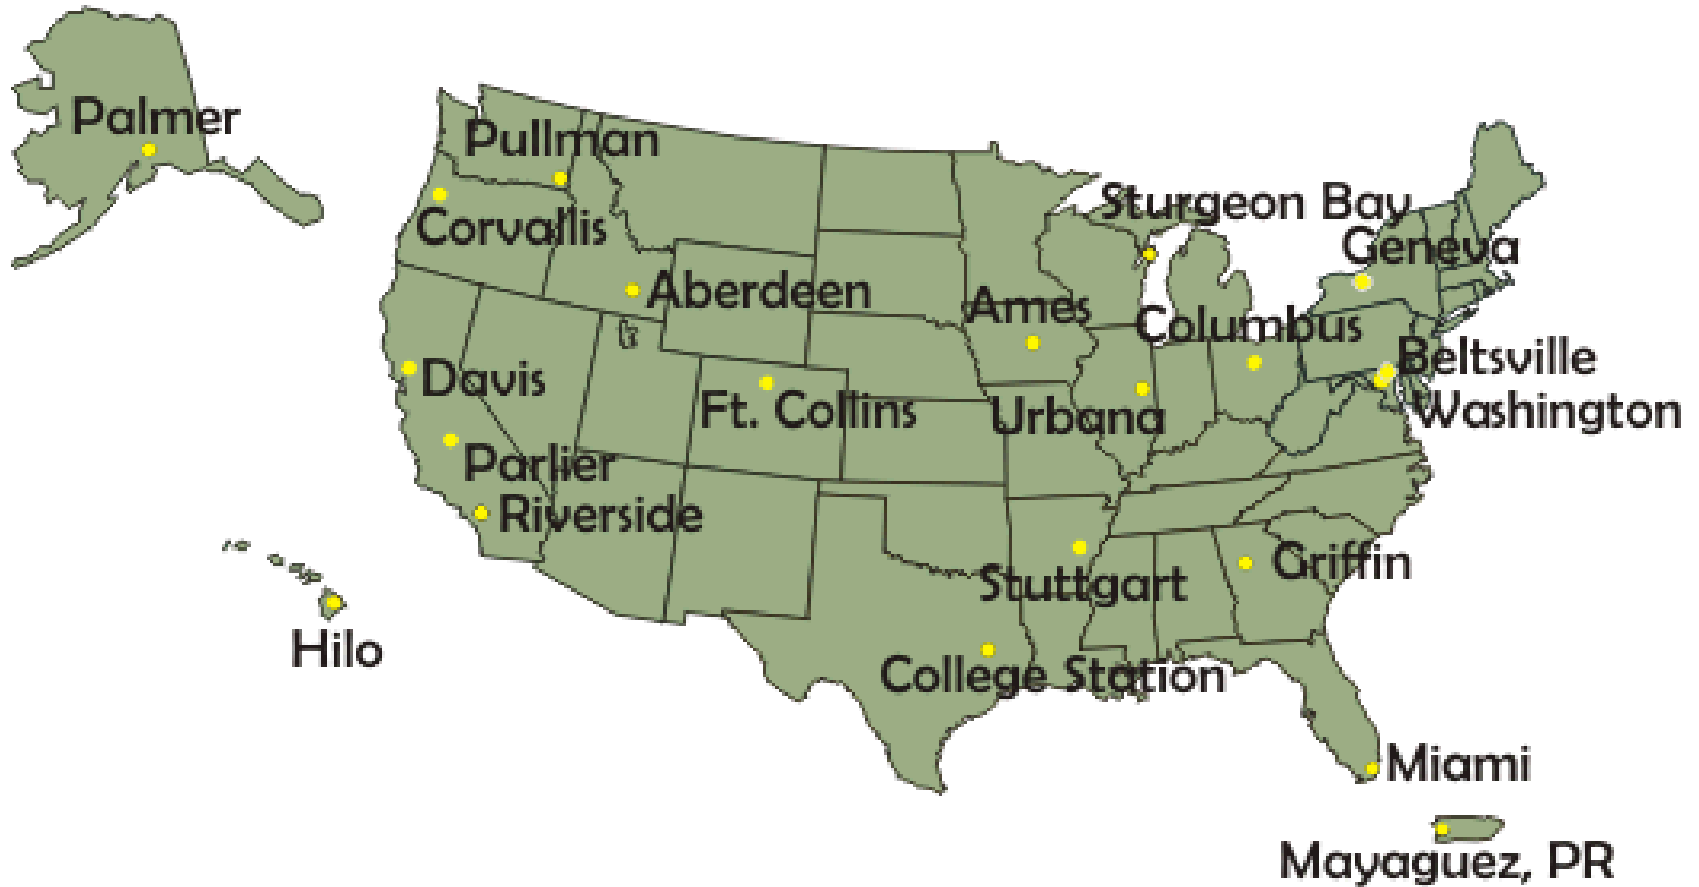 Palmer
Pullman
Sturgeon Bay
Corvallis
Geneva
Aberdeen
Ames
Columbus
Beltsville
Davis
Ft. Collins
Urbana
Washington
Parlier
Riverside
Griffin
Stuttgart
Hilo
College Station
Miami
Mayaguez, PR